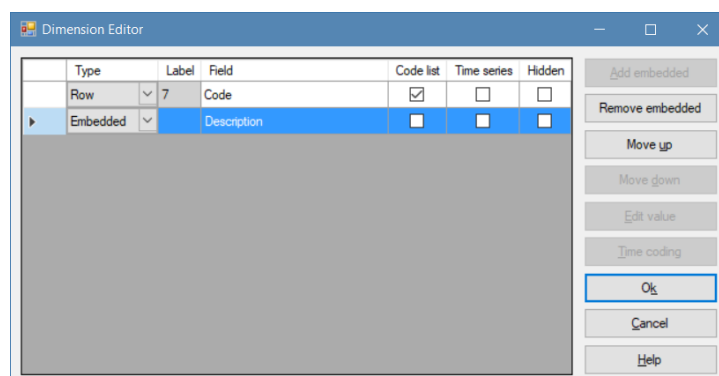 Dimension Editor
Type Label Field Code list Time series Hidden
Row 7 Code
Embedded Description
Add embedded
Remove embedded
Move up
Move down
Edit value
Time coding
Ok
Cancel
Help